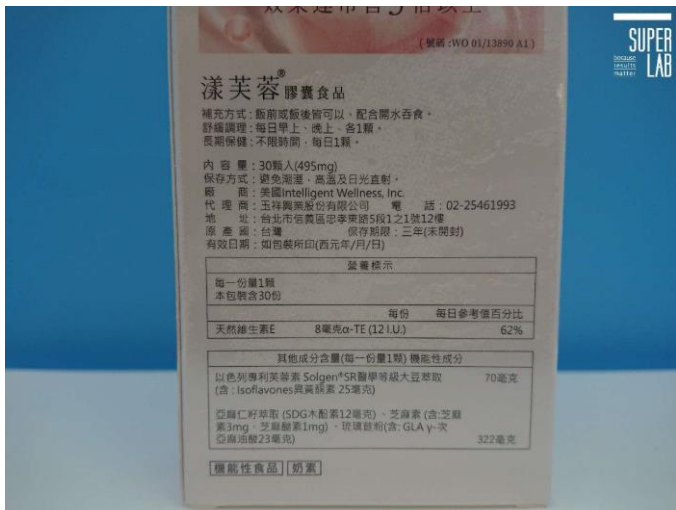 效果達市售5倍以上
(號碼:WO 01/13890 A1)
SUPER LAB
because results matter
漾芙蓉®膠囊食品
補充方式:飯前或飯後皆可以,配合開水吞食。
舒緩調理:每日早上、晚上,各1顆。
長期保健:不限時間,每日1顆。
內容量:30顆入(495mg)
保存方式:避免潮溼、高溫及日光直射。
廠商:美國Intelligent Wellness, Inc.
代理商:玉祥興業股份有限公司 電話:02-25461993
地址:台北市信義區忠孝東路5段1之1號12樓
原產國:台灣 保存期限:三年(未開封)
有效日期:如包裝所印(西元年/月/日)
營養標示
每一份量1顆
本包裝含30份
每份 每日參考值百分比
天然維生素E 8毫克α-TE (12 I.U.) 62%
其他成分含量(每一份量1顆) 機能性成分
以色列專利芙蓉素 Solgen®SR醫學等級大豆萃取 70毫克
(含 : Isoflavones異黃酮素 25毫克)
亞麻仁籽萃取 (SDG木酚素12毫克)、芝麻素 (含:芝麻
素3mg、芝麻酸素1mg)、琉璃苣粉(含: GLA γ-次
亞麻油酸23毫克) 322毫克
機能性食品 奶素